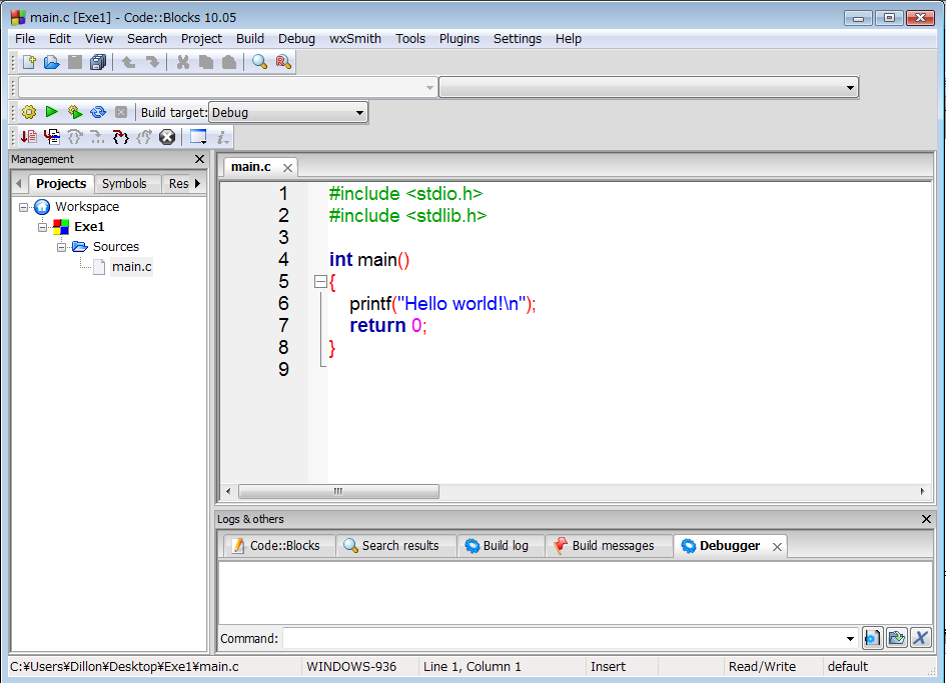 main.c [Exe1] - Code::Blocks 10.05
File Edit View Search Project Build Debug wxSmith Tools Plugins Settings Help
Build target: Debug
Management
Projects Symbols Res
Workspace
Exe1
Sources
main.c
main.c
1 #include <stdio.h>
2 #include <stdlib.h>
3
4 int main()
5 {
6 printf("Hello world!\n");
7 return 0;
8 }
9
Logs & others
Code::Blocks Search results Build log Build messages Debugger
Command:
C:¥Users¥Dillon¥Desktop¥Exe1¥main.c WINDOWS-936 Line 1, Column 1 Insert Read/Write default